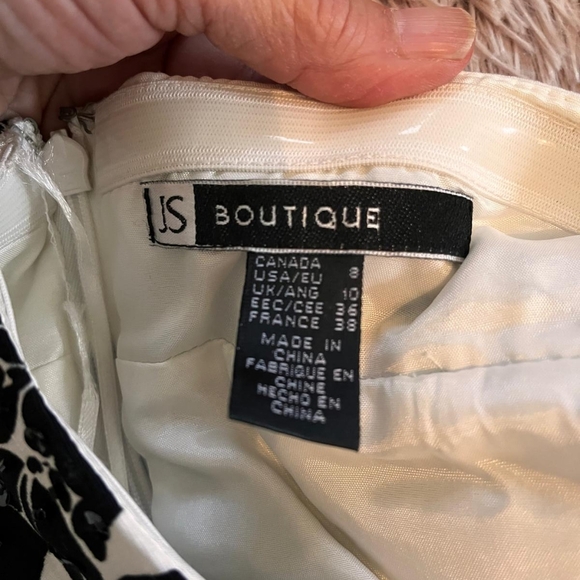 JS BOUTIQUE
CANADA
USA/EU 8
UK/ANG 10
EEC/CEE 36
FRANCE 38
MADE IN
CHINA
FABRIQUE EN
CHINE
HECHO EN
CHINA